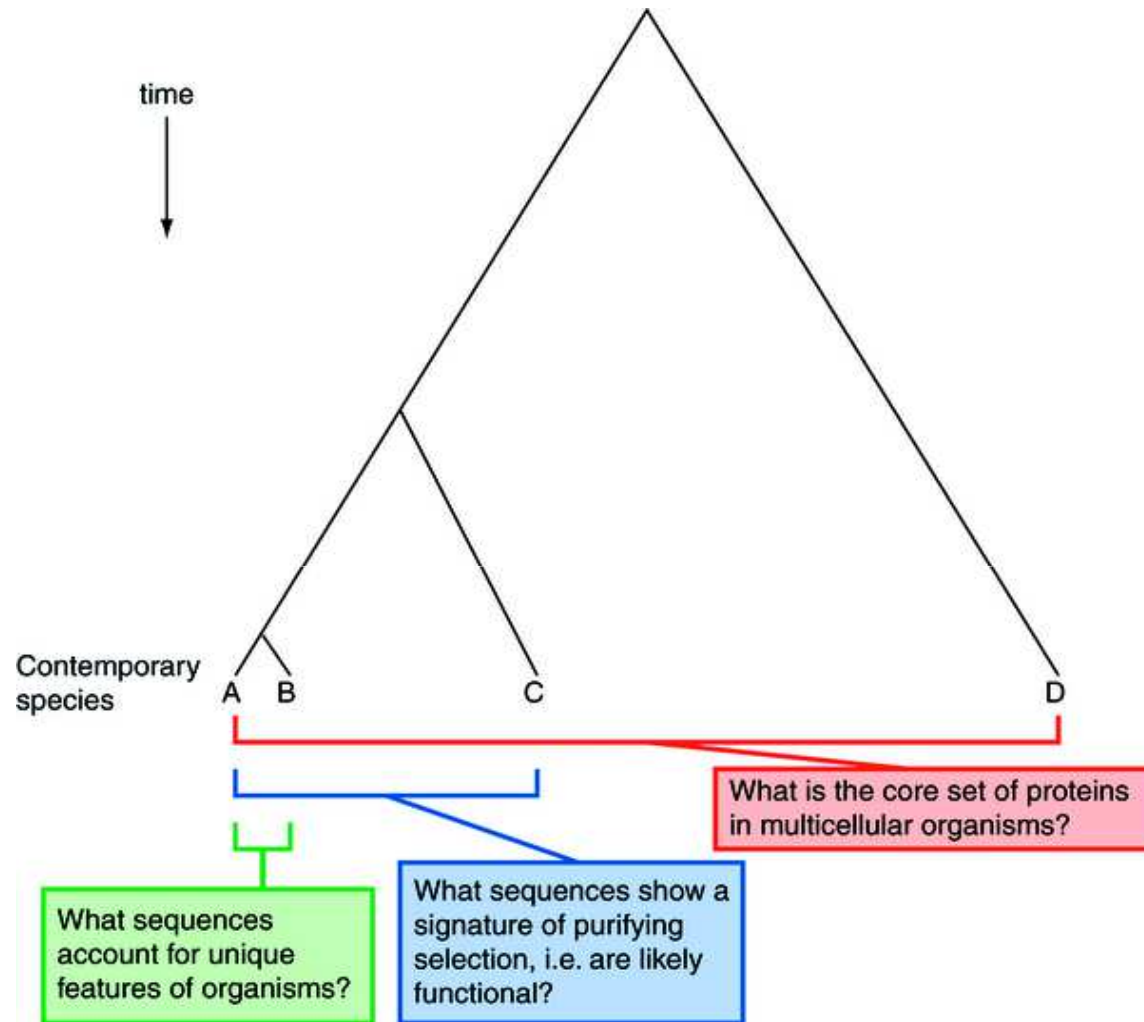 time
Contemporary
species
A B C D
What is the core set of proteins
in multicellular organisms?
What sequences show a
signature of purifying
selection, i.e. are likely
functional?
What sequences
account for unique
features of organisms?